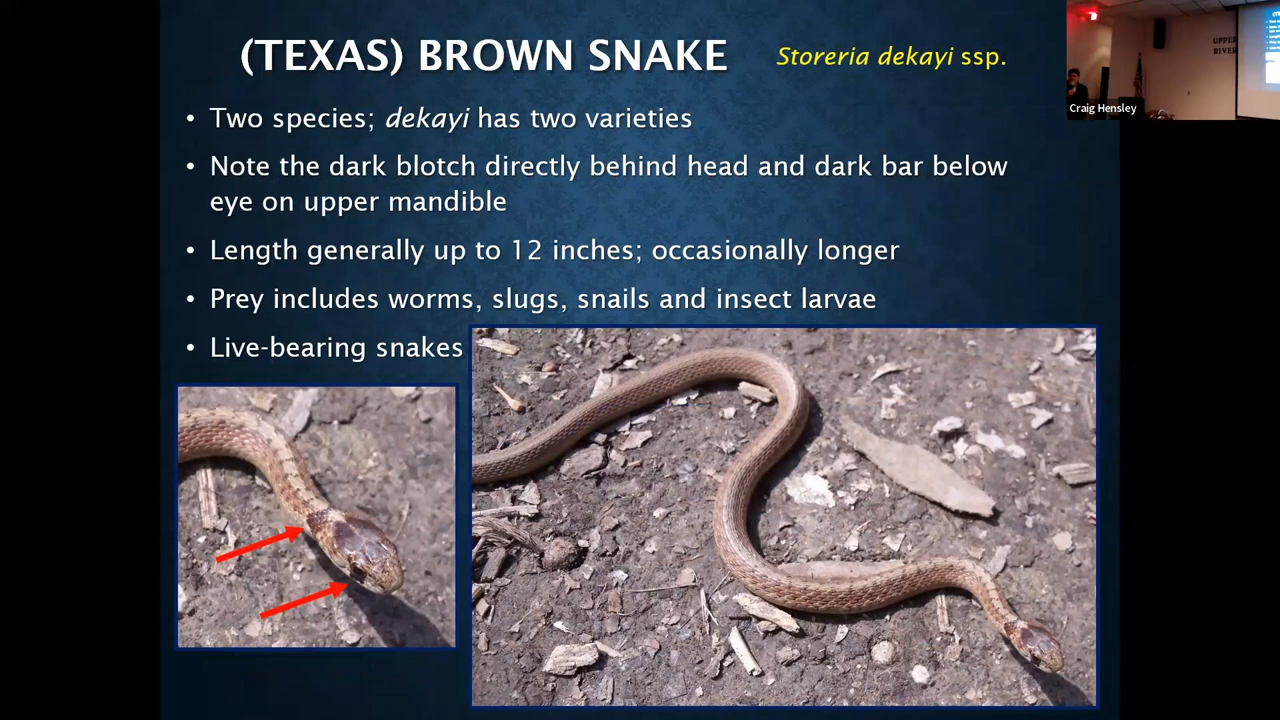 (TEXAS) BROWN SNAKE
Storeria dekayi ssp.
• Two species; dekayi has two varieties
• Note the dark blotch directly behind head and dark bar below
eye on upper mandible
• Length generally up to 12 inches; occasionally longer
• Prey includes worms, slugs, snails and insect larvae
• Live-bearing snakes
UPPER
RIVER
Craig Hensley